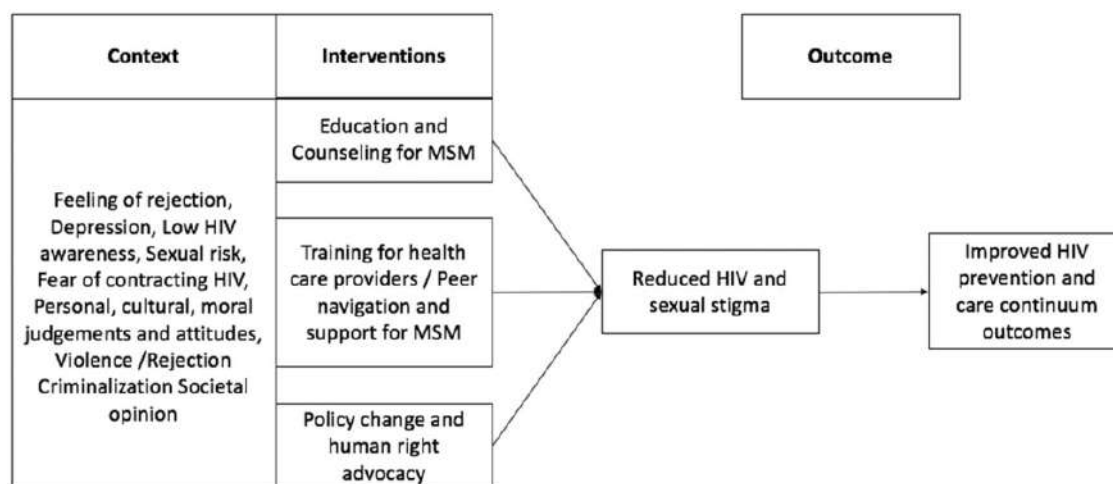 Context
Interventions
Outcome
Feeling of rejection,
Depression, Low HIV
awareness, Sexual risk,
Fear of contracting HIV,
Personal, cultural, moral
judgements and attitudes,
Violence /Rejection
Criminalization Societal
opinion
Education and
Counseling for MSM
Training for health
care providers / Peer
navigation and
support for MSM
Policy change and
human right
advocacy
Reduced HIV and
sexual stigma
Improved HIV
prevention and
care continuum
outcomes